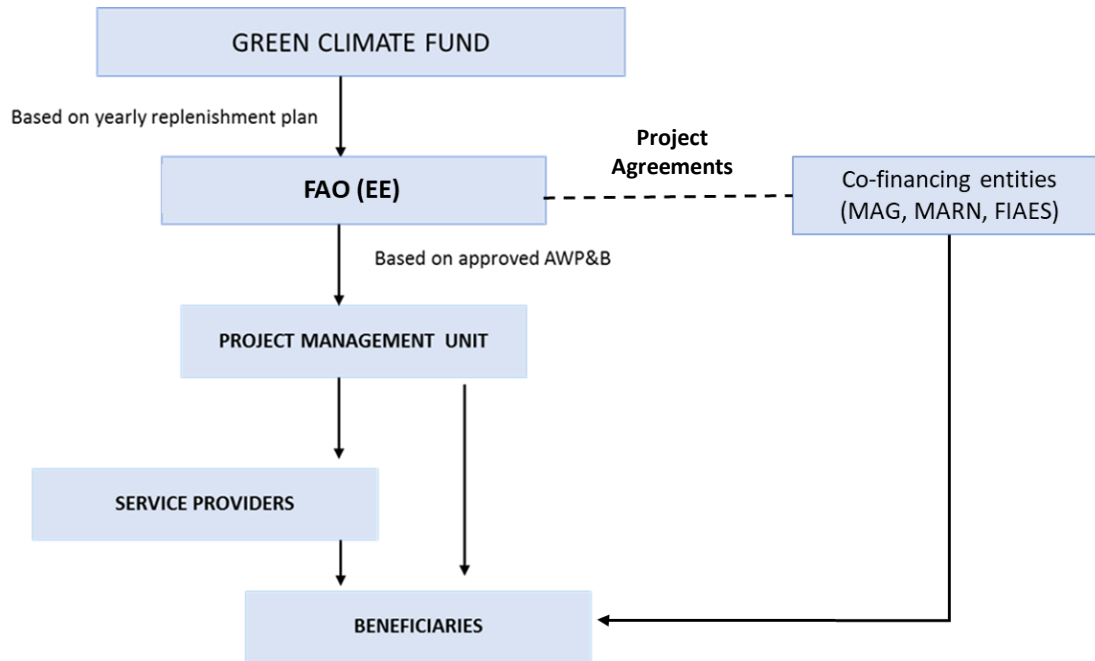 GREEN CLIMATE FUND
Based on yearly replenishment plan
Project
Agreements
FAO (EE)
Co-financing entities
(MAG, MARN, FIAES)
Based on approved AWP&B
PROJECT MANAGEMENT UNIT
SERVICE PROVIDERS
BENEFICIARIES